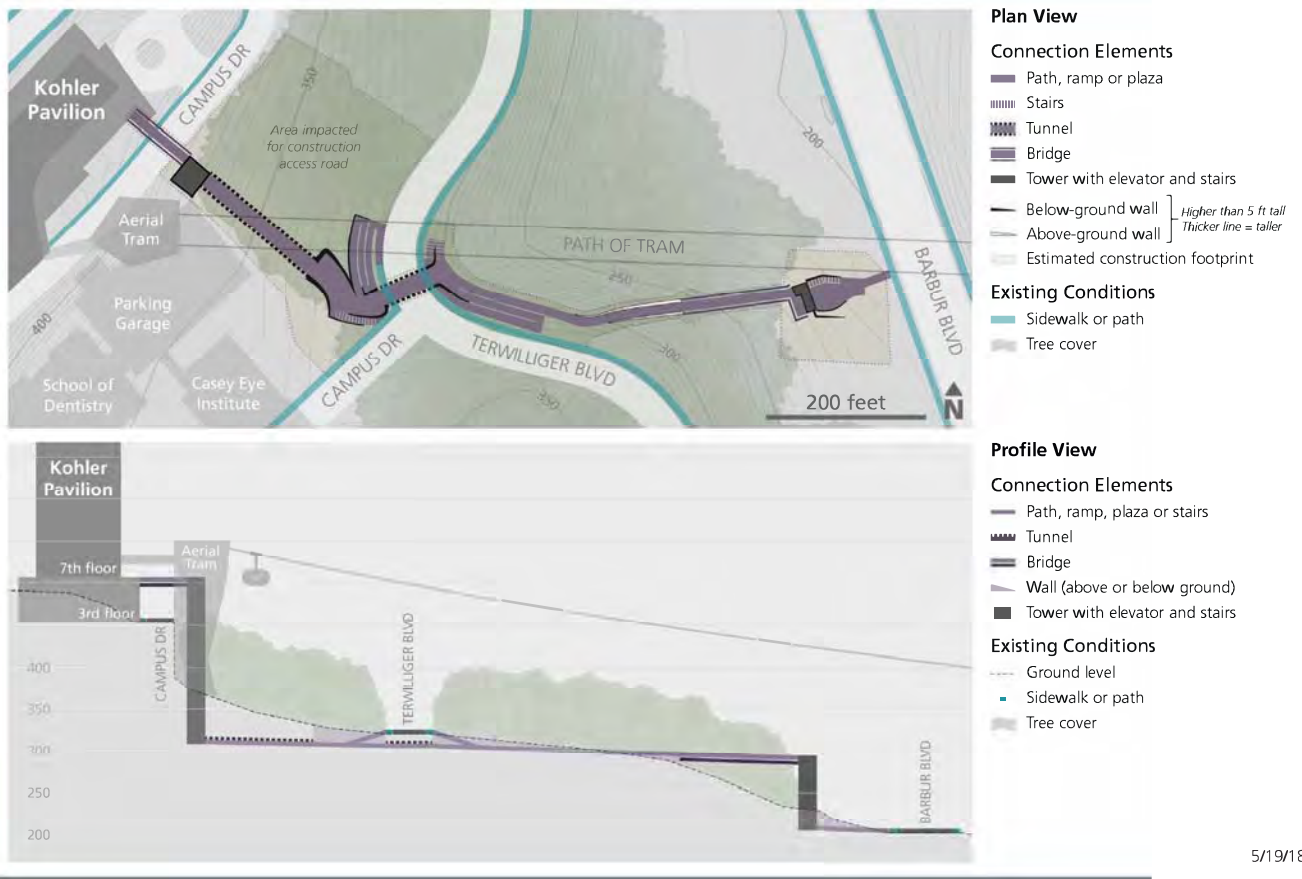 Kohler
Pavilion
CAMPUS DR
350
Area impacted
for construction
access road
Aerial
Tram
PATH OF TRAM
200
250
BARBUR BLVD
Parking
Garage
400
300
CAMPUS DR
TERWILLIGER BLVD
School of
Dentistry
Casey Eye
Institute
350
200 feet
N
Plan View
Connection Elements
Path, ramp or plaza
Stairs
Tunnel
Bridge
Tower with elevator and stairs
Below-ground wall
Above-ground wall
Higher than 5 ft tall
Thicker line = taller
Estimated construction footprint
Existing Conditions
Sidewalk or path
Tree cover
Kohler
Pavilion
7th floor
3rd floor
Aerial
Tram
CAMPUS DR
TERWILLIGER BLVD
BARBUR BLVD
400
350
300
250
200
Profile View
Connection Elements
Path, ramp, plaza or stairs
Tunnel
Bridge
Wall (above or below ground)
Tower with elevator and stairs
Existing Conditions
Ground level
Sidewalk or path
Tree cover
5/19/18